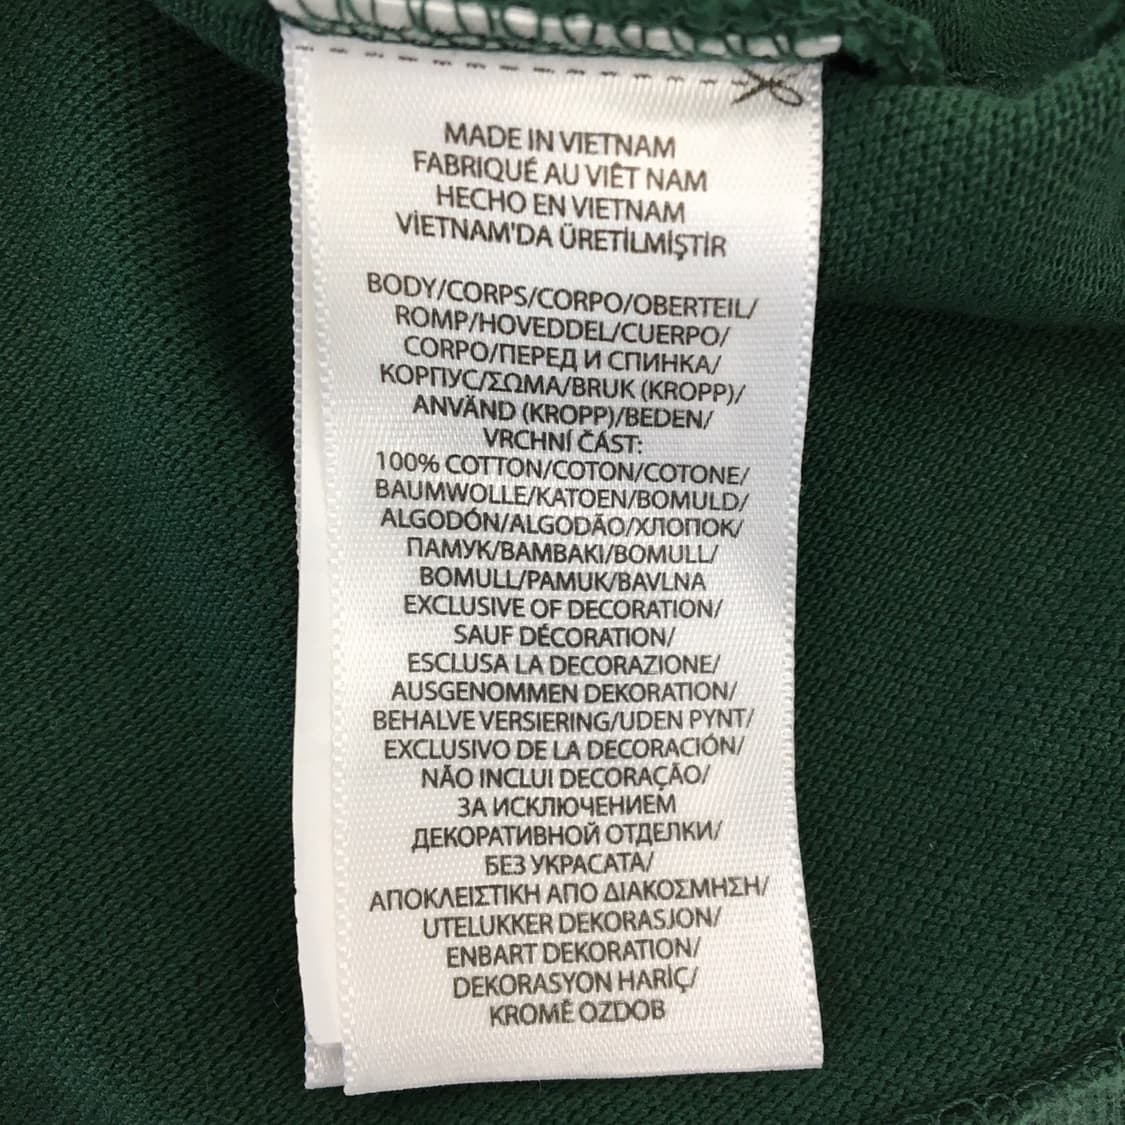 MADE IN VIETNAM
FABRIQUÉ AU VIÊT NAM
HECHO EN VIETNAM
VİETNAM'DA ÜRETİLMİŞTİR
BODY/CORPS/CORPO/OBERTEIL/
ROMP/HOVEDDEL/CUERPO/
CORPO/ПЕРЕД И СПИНКА/
КОРПУС/ΣΩΜΑ/BRUK (KROPP)/
ANVÄND (KROPP)/BEDEN/
VRCHNÍ ČÁST:
100% COTTON/COTON/COTONE/
BAUMWOLLE/KATOEN/BOMULD/
ALGODÓN/ALGODÃO/ХЛОПОК/
ПАМУК/ΒΑΜΒΑΚΙ/BOMULL/
BOMULL/PAMUK/BAVLNA
EXCLUSIVE OF DECORATION/
SAUF DÉCORATION/
ESCLUSA LA DECORAZIONE/
AUSGENOMMEN DEKORATION/
BEHALVE VERSIERING/UDEN PYNT/
EXCLUSIVO DE LA DECORACIÓN/
NÃO INCLUI DECORAÇÃO/
ЗА ИСКЛЮЧЕНИЕМ
ДЕКОРАТИВНОЙ ОТДЕЛКИ/
БЕЗ УКРАСАТА/
ΑΠΟΚΛΕΙΣΤΙΚΗ ΑΠΟ ΔΙΑΚΟΣΜΗΣΗ/
UTELUKKER DEKORASJON/
ENBART DEKORATION/
DEKORASYON HARİÇ/
KROMĚ OZDOB